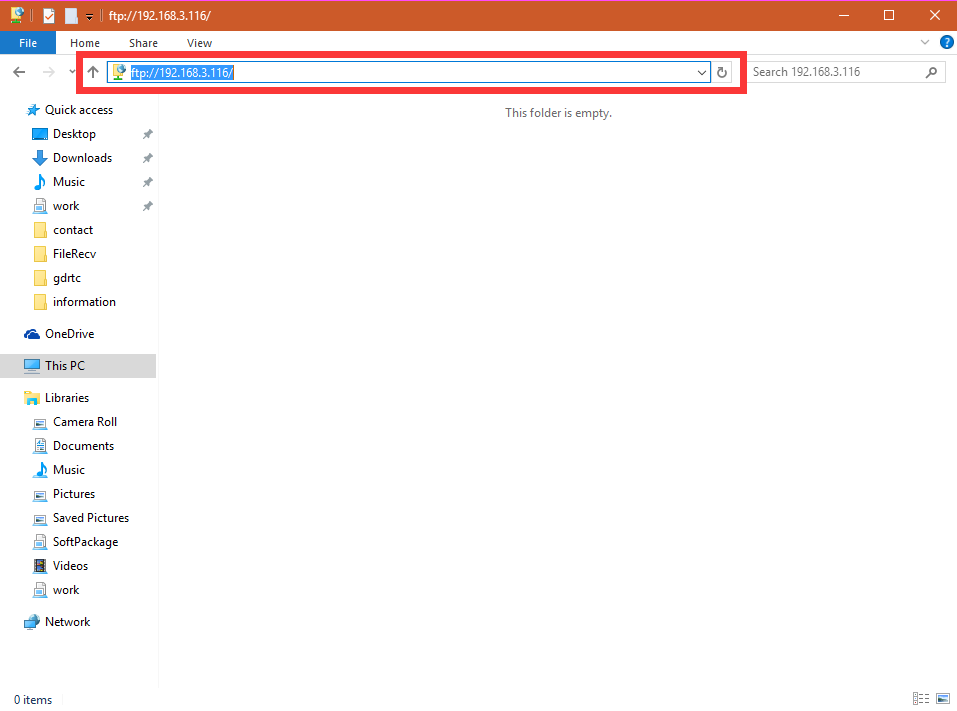 ftp://192.168.3.116/
File Home Share View
ftp://192.168.3.116/ Search 192.168.3.116
This folder is empty.
Quick access
Desktop
Downloads
Music
work
contact
FileRecv
gdrtc
information
OneDrive
This PC
Libraries
Camera Roll
Documents
Music
Pictures
Saved Pictures
SoftPackage
Videos
work
Network
0 items